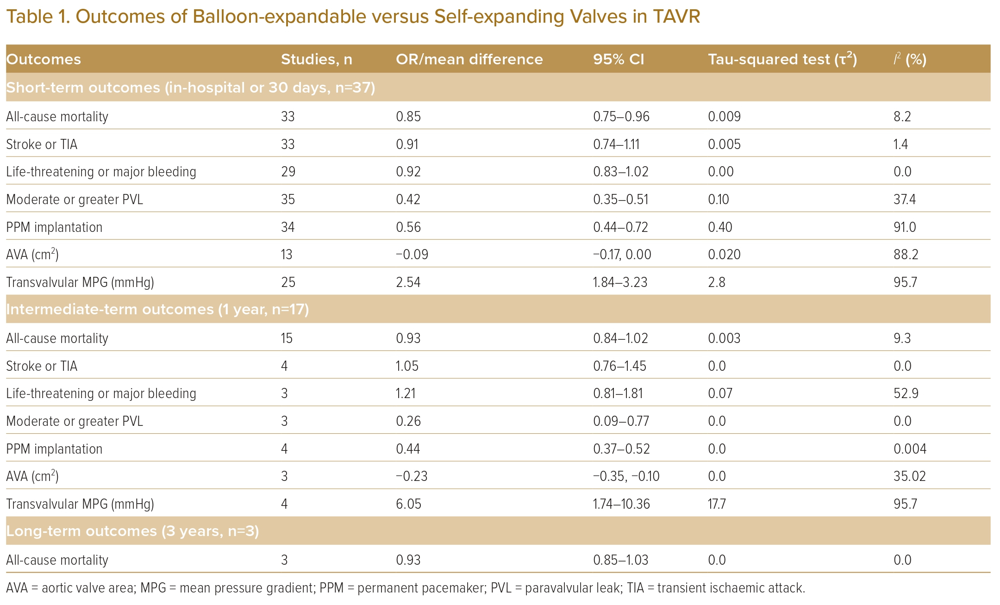 Table 1. Outcomes of Balloon-expandable versus Self-expanding Valves in TAVR
Outcomes Studies, n OR/mean difference 95% CI Tau-squared test (τ²) I² (%)
Short-term outcomes (in-hospital or 30 days, n=37)
All-cause mortality 33 0.85 0.75–0.96 0.009 8.2
Stroke or TIA 33 0.91 0.74–1.11 0.005 1.4
Life-threatening or major bleeding 29 0.92 0.83–1.02 0.00 0.0
Moderate or greater PVL 35 0.42 0.35–0.51 0.10 37.4
PPM implantation 34 0.56 0.44–0.72 0.40 91.0
AVA (cm²) 13 −0.09 −0.17, 0.00 0.020 88.2
Transvalvular MPG (mmHg) 25 2.54 1.84–3.23 2.8 95.7
Intermediate-term outcomes (1 year, n=17)
All-cause mortality 15 0.93 0.84–1.02 0.003 9.3
Stroke or TIA 4 1.05 0.76–1.45 0.0 0.0
Life-threatening or major bleeding 3 1.21 0.81–1.81 0.07 52.9
Moderate or greater PVL 3 0.26 0.09–0.77 0.0 0.0
PPM implantation 4 0.44 0.37–0.52 0.0 0.004
AVA (cm²) 3 −0.23 −0.35, −0.10 0.0 35.02
Transvalvular MPG (mmHg) 4 6.05 1.74–10.36 17.7 95.7
Long-term outcomes (3 years, n=3)
All-cause mortality 3 0.93 0.85–1.03 0.0 0.0
AVA = aortic valve area; MPG = mean pressure gradient; PPM = permanent pacemaker; PVL = paravalvular leak; TIA = transient ischaemic attack.